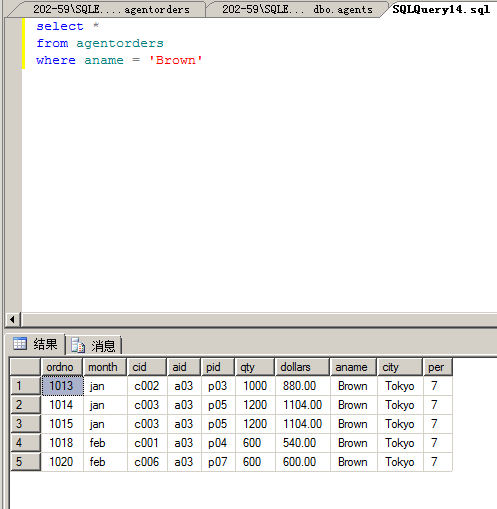 202-59\SQLE....agentorders 202-59\SQLE... dbo.agents SQLQuery14.sql
select *
from agentorders
where aname = 'Brown'
结果 消息
ordno month cid aid pid qty dollars aname city per
1 1013 jan c002 a03 p03 1000 880.00 Brown Tokyo 7
2 1014 jan c003 a03 p05 1200 1104.00 Brown Tokyo 7
3 1015 jan c003 a03 p05 1200 1104.00 Brown Tokyo 7
4 1018 feb c001 a03 p04 600 540.00 Brown Tokyo 7
5 1020 feb c006 a03 p07 600 600.00 Brown Tokyo 7